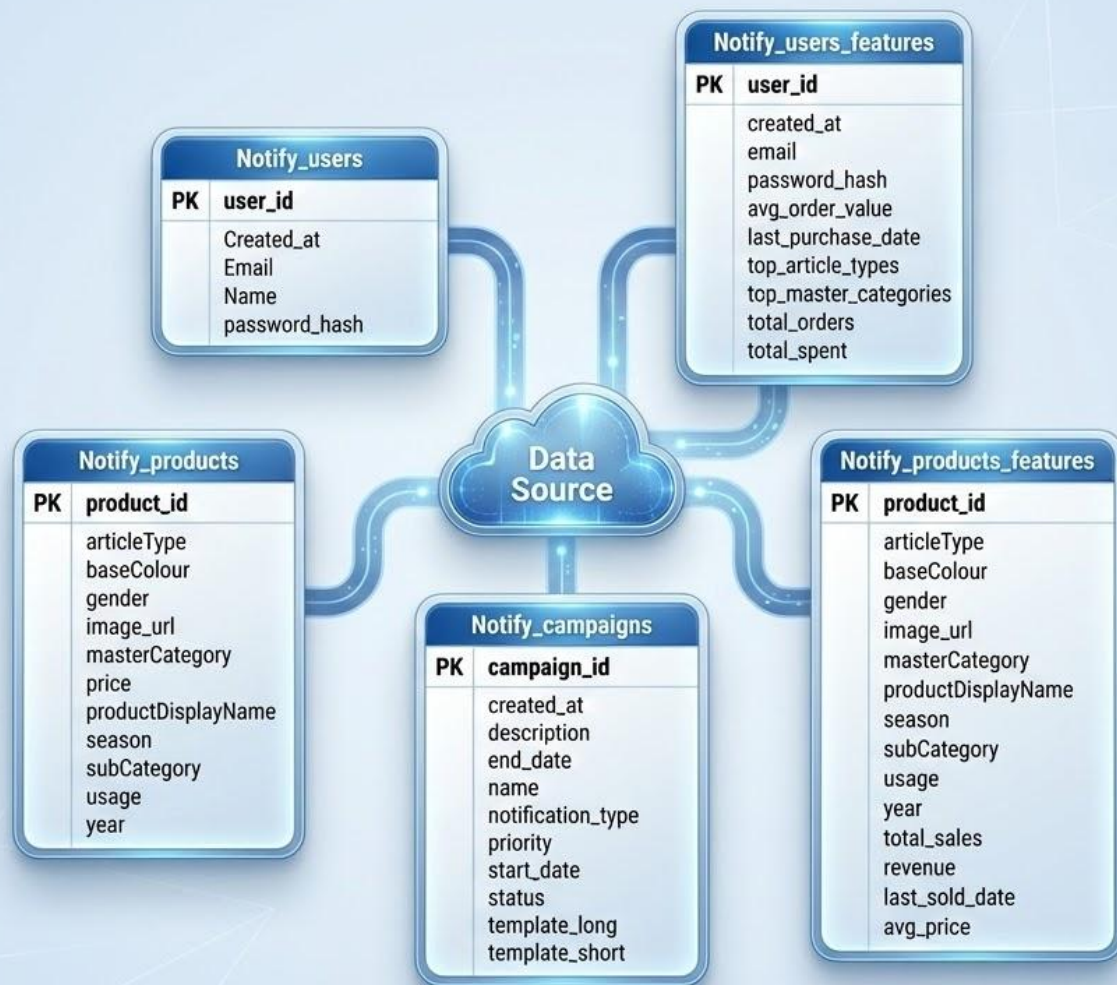 Notify_users_features
PK user_id
created_at
email
password_hash
avg_order_value
last_purchase_date
top_article_types
top_master_categories
total_orders
total_spent
Notify_users
PK user_id
Created_at
Email
Name
password_hash
Data
Source
Notify_products
PK product_id
articleType
baseColour
gender
image_url
masterCategory
price
productDisplayName
season
subCategory
usage
year
Notify_campaigns
PK campaign_id
created_at
description
end_date
name
notification_type
priority
start_date
status
template_long
template_short
Notify_products_features
PK product_id
articleType
baseColour
gender
image_url
masterCategory
productDisplayName
season
subCategory
usage
year
total_sales
revenue
last_sold_date
avg_price